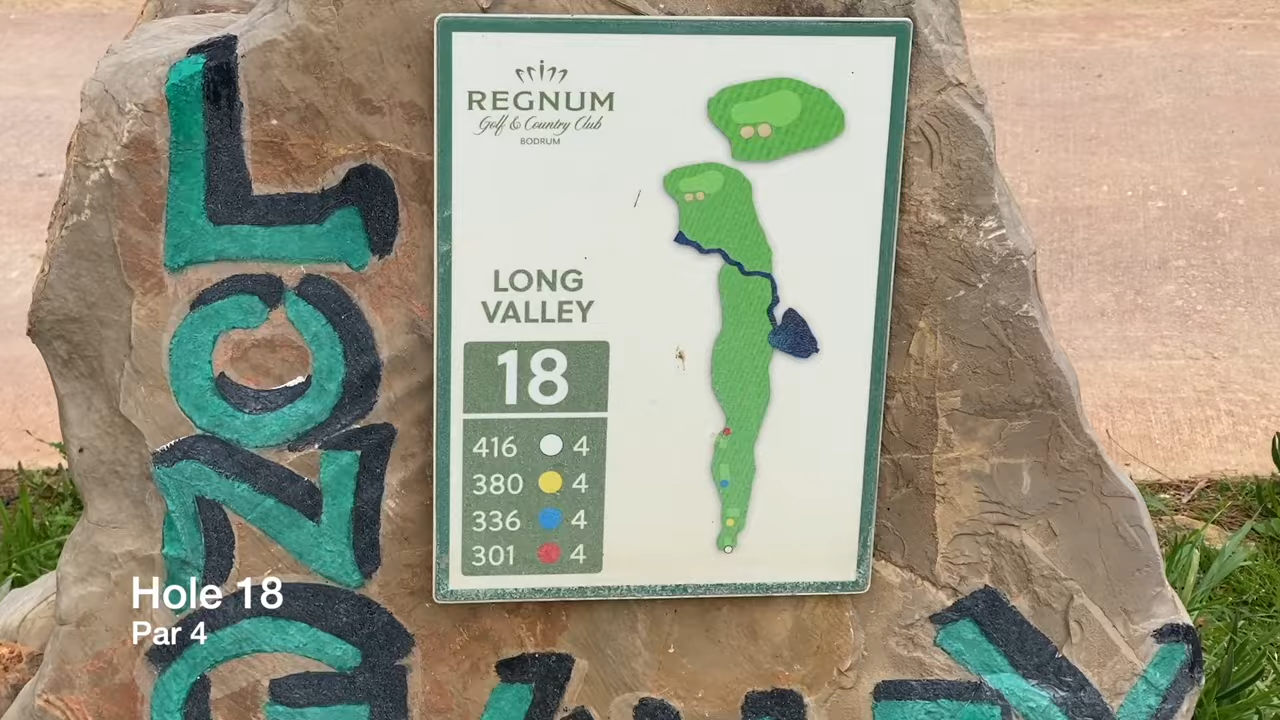 REGNUM
Golf & Country Club
BODRUM
LONG
VALLEY
18
416 4
380 4
336 4
301 4
LONG
Hole 18
Par 4